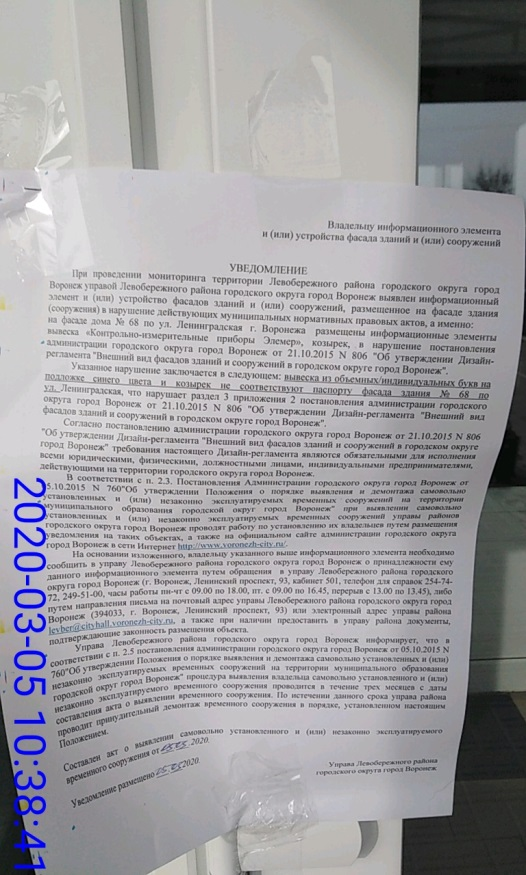 Владельцу информационного элемента
и (или) устройства фасада зданий и (или) сооружений
УВЕДОМЛЕНИЕ
При проведении мониторинга территории Левобережного района городского округа город
Воронеж управой Левобережного района городского округа город Воронеж выявлен информационный
элемент и (или) устройство фасадов зданий и (или) сооружений, размещенное на фасаде здания
(сооружения) в нарушение действующих муниципальных нормативных правовых актов, а именно:
на фасаде дома № 68 по ул. Ленинградская г. Воронежа размещены информационные элементы
вывеска «Контрольно-измерительные приборы Элемер», козырек, в нарушение постановления
администрации городского округа город Воронеж от 21.10.2015 N 806 "Об утверждении Дизайн-
регламента "Внешний вид фасадов зданий и сооружений в городском округе город Воронеж".
Указанное нарушение заключается в следующем: вывеска из объемных/индивидуальных букв на
подложке синего цвета и козырек не соответствуют паспорту фасада здания № 68 по
ул. Ленинградская, что нарушает раздел 3 приложения 2 постановления администрации городского
округа город Воронеж от 21.10.2015 N 806 "Об утверждении Дизайн-регламента "Внешний вид
фасадов зданий и сооружений в городском округе город Воронеж".
Согласно постановлению администрации городского округа город Воронеж от 21.10.2015 N 806
"Об утверждении Дизайн-регламента "Внешний вид фасадов зданий и сооружений в городском округе
город Воронеж" требования настоящего Дизайн-регламента являются обязательными для исполнения
всеми юридическими, физическими, должностными лицами, индивидуальными предпринимателями,
действующими на территории городского округа город Воронеж.
В соответствии с п. 2.3. Постановления Администрации городского округа город Воронеж от
05.10.2015 N 760"Об утверждении Положения о порядке выявления и демонтажа самовольно
установленных и (или) незаконно эксплуатируемых временных сооружений на территории
муниципального образования городской округ город Воронеж" при выявлении самовольно
установленных и (или) незаконно эксплуатируемых временных сооружений управы районов
городского округа город Воронеж проводят работу по установлению их владельцев путем размещения
уведомления на таких объектах, а также на официальном сайте администрации городского округа
город Воронеж в сети Интернет http://www.voronezh-city.ru/.
На основании изложенного, владельцу указанного выше информационного элемента необходимо
сообщить в управу Левобережного района городского округа город Воронеж о принадлежности ему
данного информационного элемента путем обращения в управу Левобережного района городского
округа город Воронеж (г. Воронеж, Ленинский проспект, 93, кабинет 501, телефон для справок 254-74-
72, 249-51-00, часы работы пн-чт с 09.00 по 18.00, пт. с 09.00 по 16.45, перерыв с 13.00 по 13.45), либо
путем направления письма на почтовый адрес управы Левобережного района городского округа город
Воронеж (394033, г. Воронеж, Ленинский проспект, 93) или электронный адрес управы района
levber@cityhall.voronezh-city.ru, а также при наличии предоставить в управу района документы,
подтверждающие законность размещения объекта.
Управа Левобережного района городского округа город Воронеж информирует, что в
соответствии с п. 2.5 постановления администрации городского округа город Воронеж от 05.10.2015 N
760"Об утверждении Положения о порядке выявления и демонтажа самовольно установленных и (или)
незаконно эксплуатируемых временных сооружений на территории муниципального образования
городской округ город Воронеж" процедура выявления владельца самовольно установленного и (или)
незаконно эксплуатируемого временного сооружения проводится в течение трех месяцев с даты
составления акта о выявлении временного сооружения. По истечении данного срока управа района
проводит принудительный демонтаж временного сооружения в порядке, установленном настоящим
Положением.
Составлен акт о выявлении самовольно установленного и (или) незаконно эксплуатируемого
временного сооружения от 05.03.2020.
Уведомление размещено 05.03.2020.
Управа Левобережного района
городского округа город Воронеж
2020-03-05 10:38:41